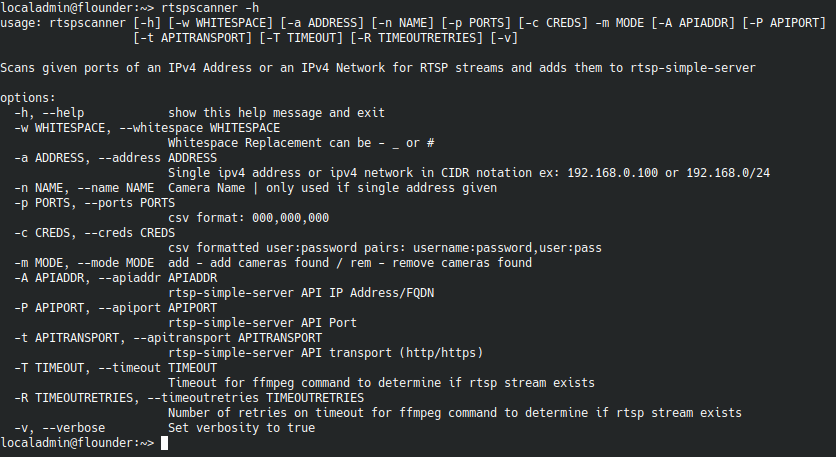 localadmin@flounder:~> rtspscanner -h
usage: rtspscanner [-h] [-w WHITESPACE] [-a ADDRESS] [-n NAME] [-p PORTS] [-c CREDS] -m MODE [-A APIADDR] [-P APIPORT]
[-t APITRANSPORT] [-T TIMEOUT] [-R TIMEOUTRETRIES] [-v]
Scans given ports of an IPv4 Address or an IPv4 Network for RTSP streams and adds them to rtsp-simple-server
options:
-h, --help show this help message and exit
-w WHITESPACE, --whitespace WHITESPACE
Whitespace Replacement can be - _ or #
-a ADDRESS, --address ADDRESS
Single ipv4 address or ipv4 network in CIDR notation ex: 192.168.0.100 or 192.168.0/24
-n NAME, --name NAME Camera Name | only used if single address given
-p PORTS, --ports PORTS
csv format: 000,000,000
-c CREDS, --creds CREDS
csv formatted user:password pairs: username:password,user:pass
-m MODE, --mode MODE add - add cameras found / rem - remove cameras found
-A APIADDR, --apiaddr APIADDR
rtsp-simple-server API IP Address/FQDN
-P APIPORT, --apiport APIPORT
rtsp-simple-server API Port
-t APITRANSPORT, --apitransport APITRANSPORT
rtsp-simple-server API transport (http/https)
-T TIMEOUT, --timeout TIMEOUT
Timeout for ffmpeg command to determine if rtsp stream exists
-R TIMEOUTRETRIES, --timeoutretries TIMEOUTRETRIES
Number of retries on timeout for ffmpeg command to determine if rtsp stream exists
-v, --verbose Set verbosity to true
localadmin@flounder:~>